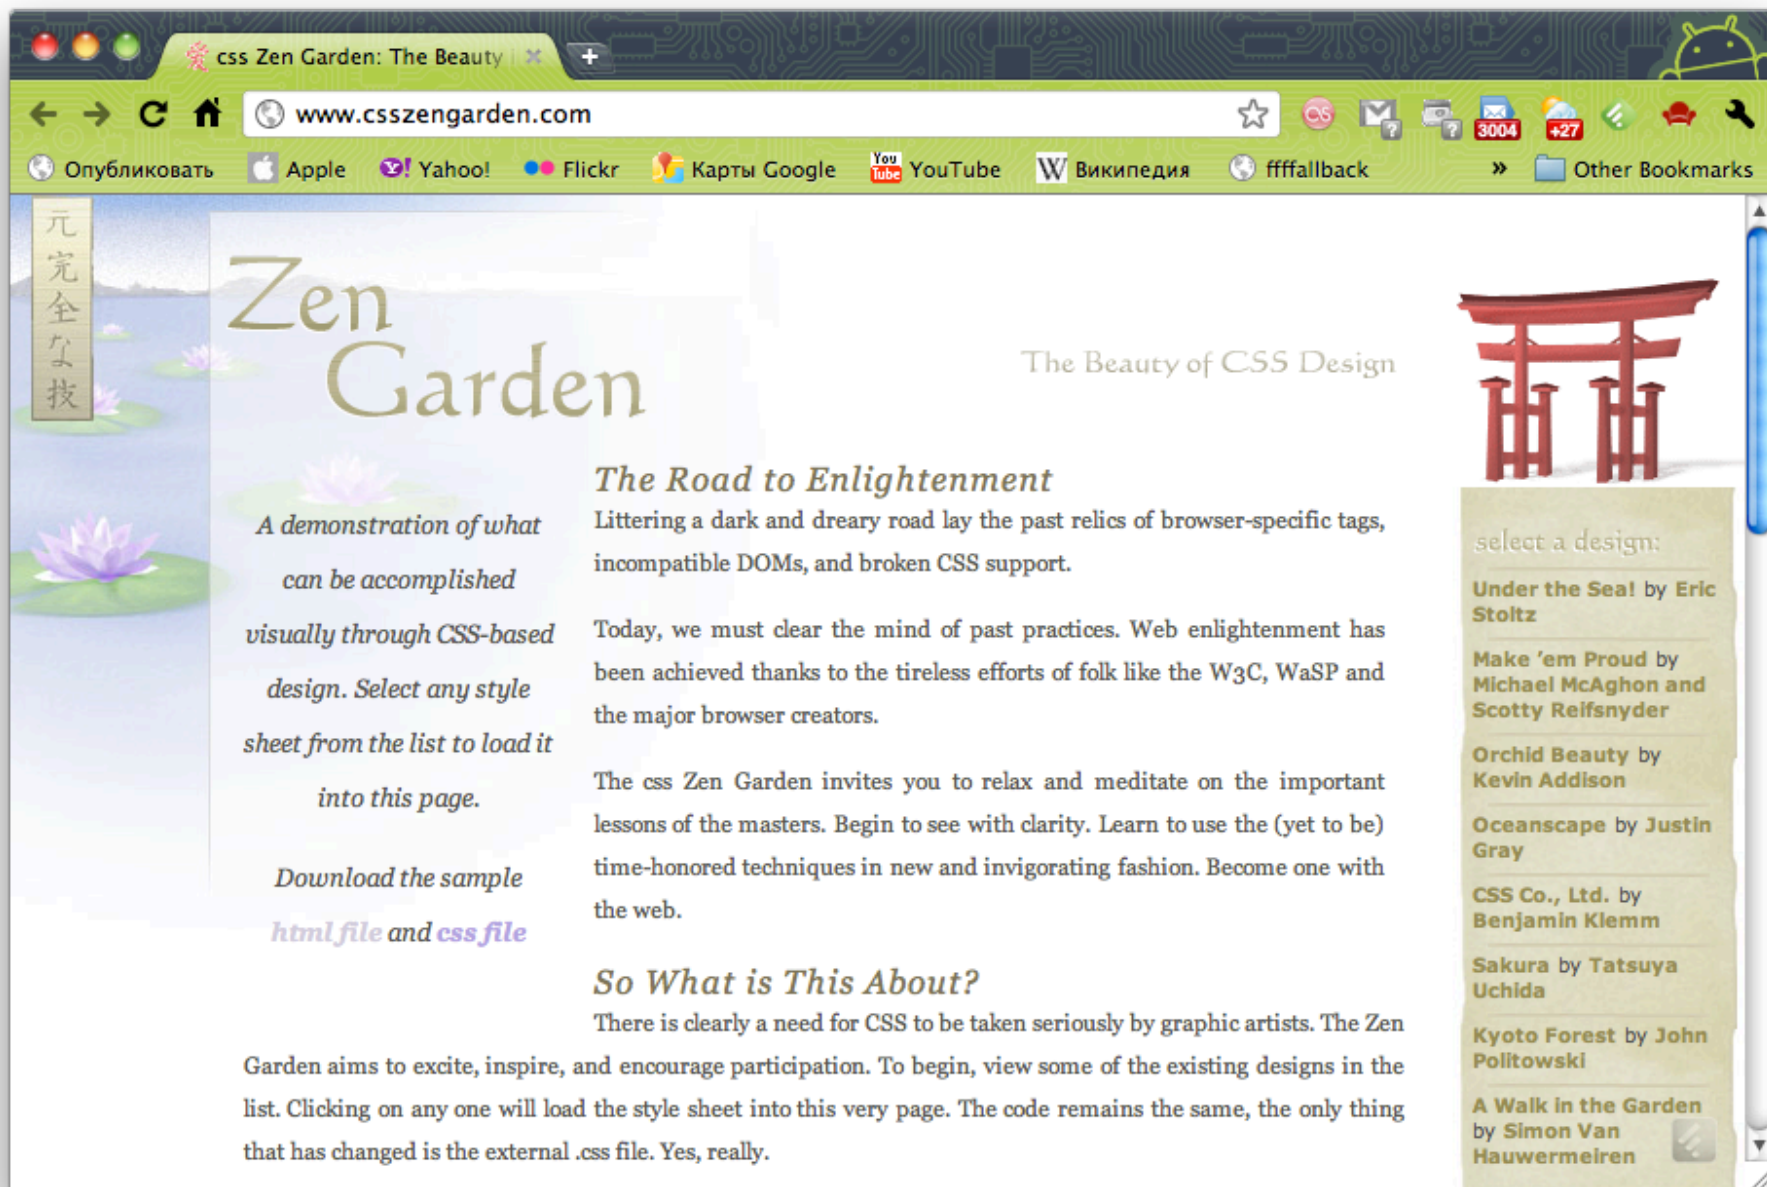 css Zen Garden: The Beauty i
www.csszengarden.com
cs
?
?
3004
+27
Опубликовать
Apple
Yahoo!
Flickr
Карты Google
You Tube
YouTube
W
Википедия
ffffallback
»
Other Bookmarks
元
完
全
な
技
Zen
Garden
The Beauty of CSS Design
A demonstration of what
can be accomplished
visually through CSS-based
design. Select any style
sheet from the list to load it
into this page.
Download the sample
html file and css file
The Road to Enlightenment
Littering a dark and dreary road lay the past relics of browser-specific tags,
incompatible DOMs, and broken CSS support.
Today, we must clear the mind of past practices. Web enlightenment has
been achieved thanks to the tireless efforts of folk like the W3C, WaSP and
the major browser creators.
The css Zen Garden invites you to relax and meditate on the important
lessons of the masters. Begin to see with clarity. Learn to use the (yet to be)
time-honored techniques in new and invigorating fashion. Become one with
the web.
So What is This About?
There is clearly a need for CSS to be taken seriously by graphic artists. The Zen
Garden aims to excite, inspire, and encourage participation. To begin, view some of the existing designs in the
list. Clicking on any one will load the style sheet into this very page. The code remains the same, the only thing
that has changed is the external .css file. Yes, really.
select a design:
Under the Sea! by Eric
Stoltz
Make ’em Proud by
Michael McAghon and
Scotty Reifsnyder
Orchid Beauty by
Kevin Addison
Oceanscape by Justin
Gray
CSS Co., Ltd. by
Benjamin Klemm
Sakura by Tatsuya
Uchida
Kyoto Forest by John
Politowski
A Walk in the Garden
by Simon Van
Hauwermeiren